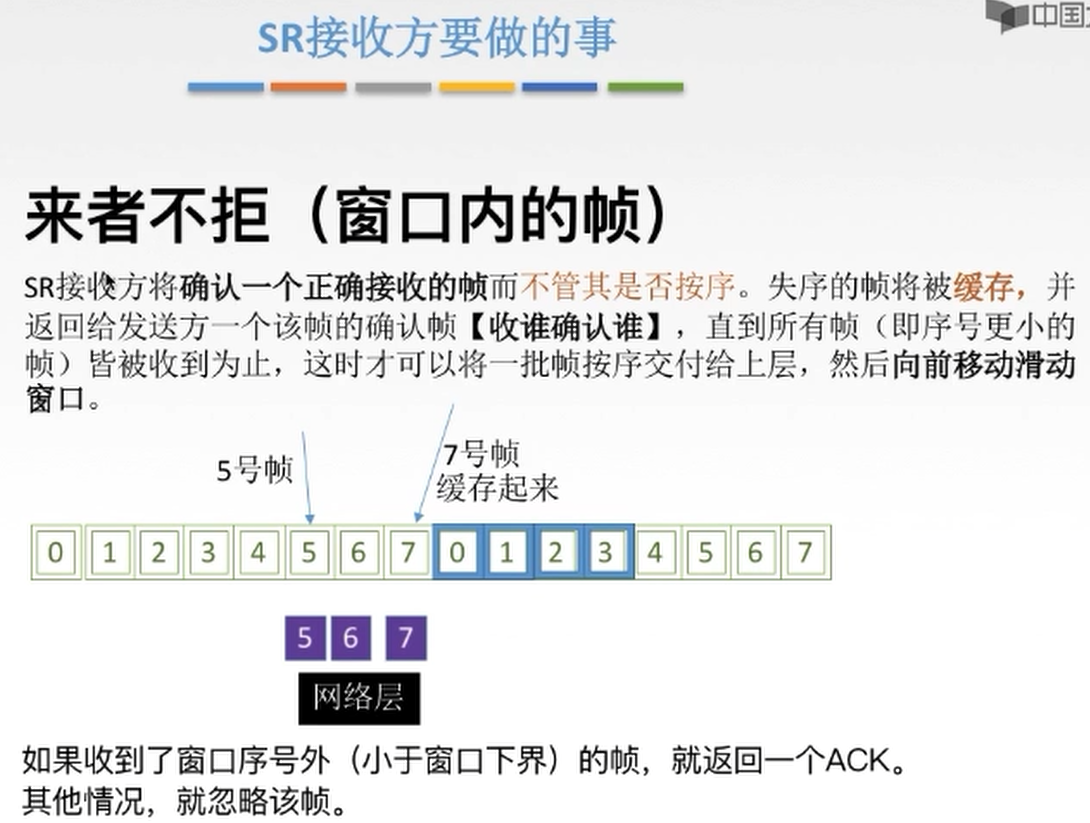 SR接收方要做的事
中国
来者不拒（窗口内的帧）
SR接收方将确认一个正确接收的帧而不管其是否按序。失序的帧将被缓存，并
返回给发送方一个该帧的确认帧【收谁确认谁】，直到所有帧（即序号更小的
帧）皆被收到为止，这时才可以将一批帧按序交付给上层，然后向前移动滑动
窗口。
5号帧
7号帧
缓存起来
0 1 2 3 4 5 6 7 0 1 2 3 4 5 6 7
5 6 7
网络层
如果收到了窗口序号外（小于窗口下界）的帧，就返回一个ACK。
其他情况，就忽略该帧。